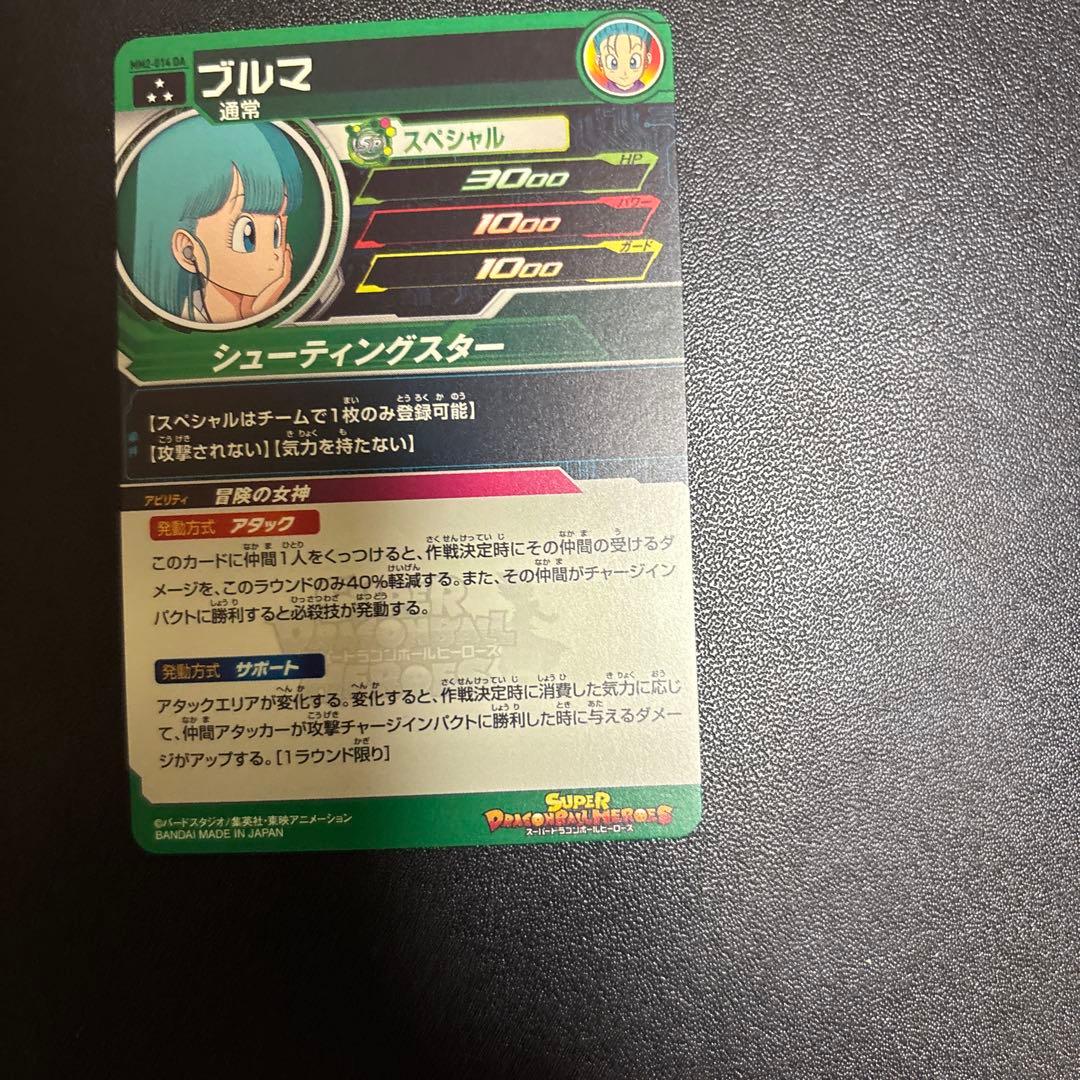 MM2-014 DA
ブルマ
通常
SP スペシャル
HP
3000
パワー
1000
ガード
1000
シューティングスター
【スペシャルはチームで1枚のみ登録可能】
【攻撃されない】【気力を持たない】
アビリティ 冒険の女神
発動方式 アタック
このカードに仲間1人をくっつけると、作戦決定時にその仲間の受けるダ
メージを、このラウンドのみ40%軽減する。また、その仲間がチャージイン
パクトに勝利すると必殺技が発動する。
発動方式 サポート
アタックエリアが変化する。変化すると、作戦決定時に消費した気力に応じ
て、仲間アタッカーが攻撃チャージインパクトに勝利した時に与えるダメー
ジがアップする。[1ラウンド限り]
©バードスタジオ/集英社・東映アニメーション
BANDAI MADE IN JAPAN
SUPER
DRAGONBALL HEROES
スーパードラゴンボールヒーローズ